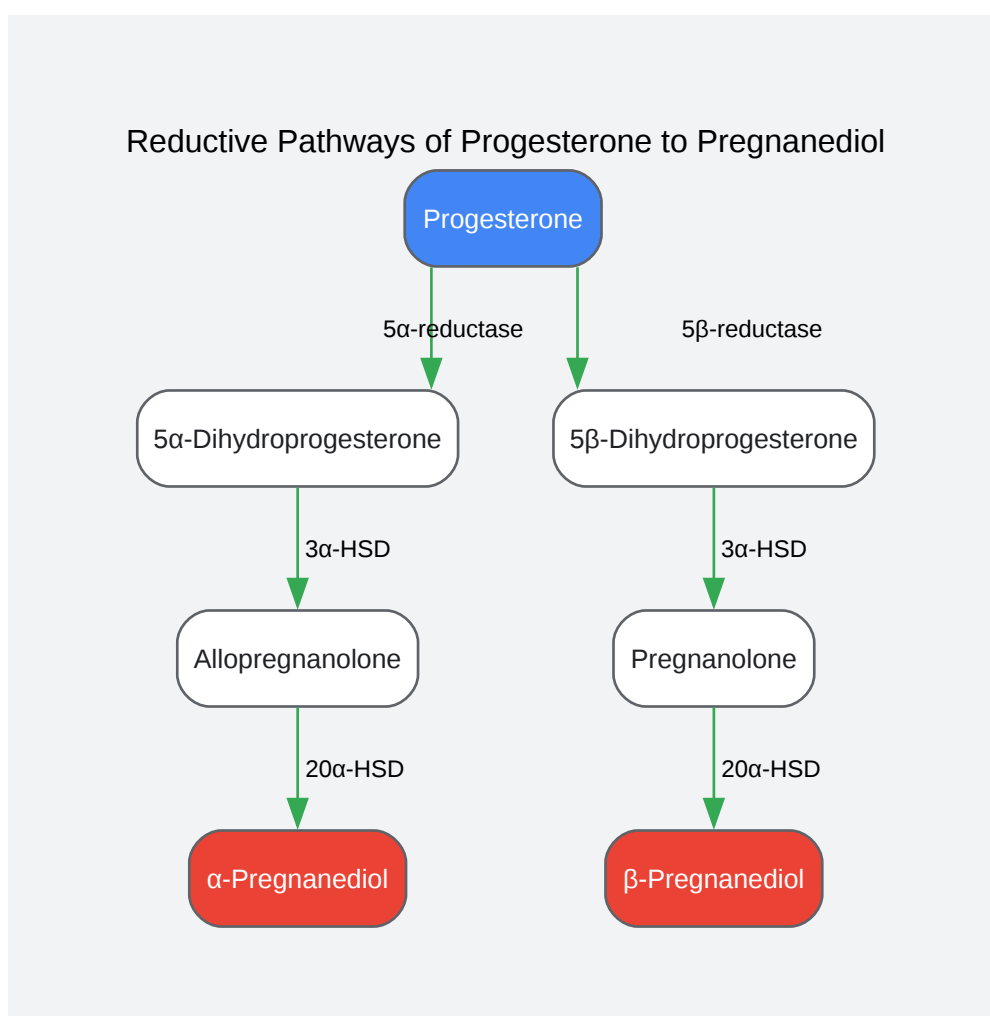 Reductive Pathways of Progesterone to Pregnanediol
Progesterone
5α-reductase
5β-reductase
5α-Dihydroprogesterone
5β-Dihydroprogesterone
3α-HSD
3α-HSD
Allopregnanolone
Pregnanolone
20α-HSD
20α-HSD
α-Pregnanediol
β-Pregnanediol